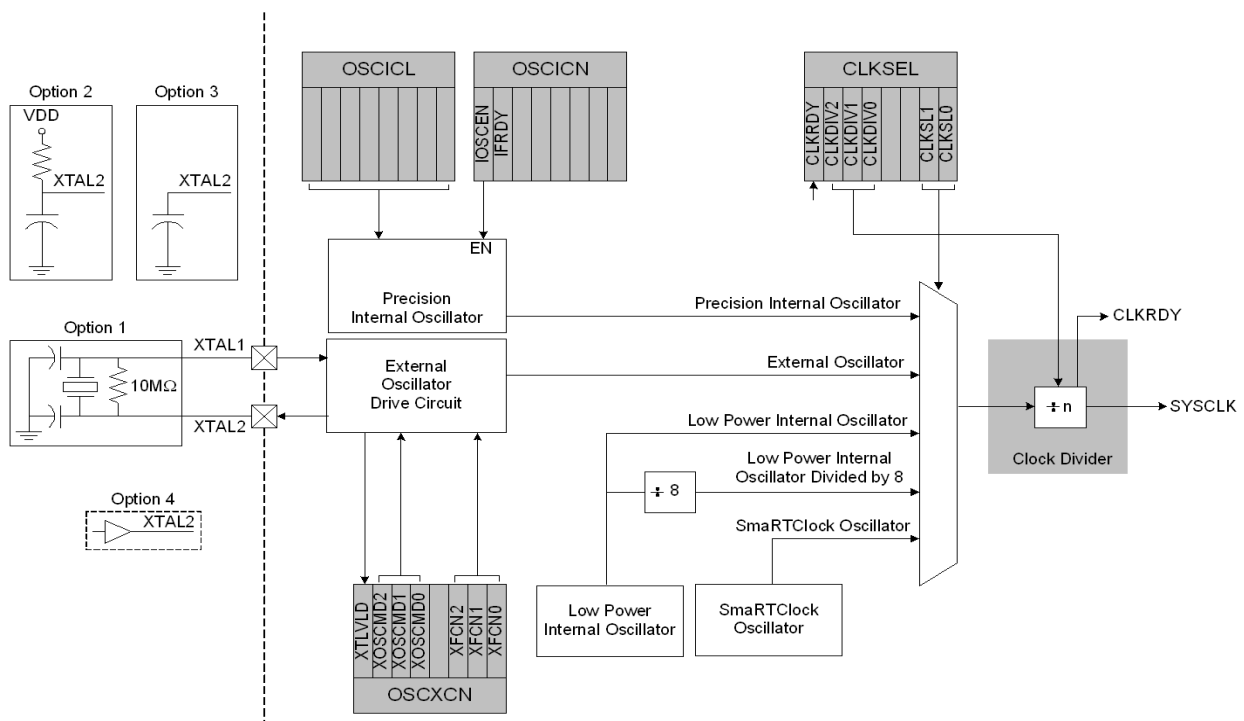 OSCICL
OSCICN
CLKSEL
IOSCEN
IFRDY
CLKRDY
CLKDIV2
CLKDIV1
CLKDIV0
CLKSL1
CLKSL0
Option 2
VDD
XTAL2
Option 3
XTAL2
EN
Precision
Internal Oscillator
Precision Internal Oscillator
CLKRDY
Option 1
XTAL1
10MΩ
XTAL2
External
Oscillator
Drive Circuit
External Oscillator
Low Power Internal Oscillator
÷ n
SYSCLK
Clock Divider
Low Power Internal
Oscillator Divided by 8
÷ 8
SmaRTClock Oscillator
Option 4
XTAL2
Low Power
Internal Oscillator
SmaRTClock
Oscillator
XTLVLD
XOSCMD2
XOSCMD1
XOSCMD0
XFCN2
XFCN1
XFCN0
OSCXCN